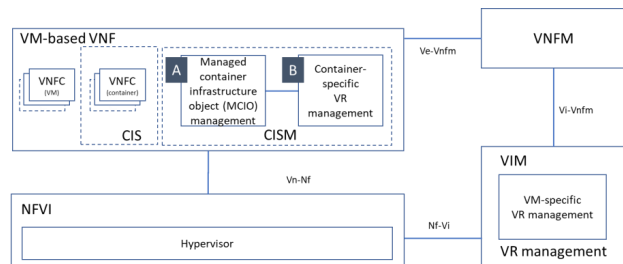 VM-based VNF
VNFC
(VM)
VNFC
(container)
CIS
A
Managed
container
infrastructure
object (MCIO)
management
B
Container-
specific
VR
management
CISM
Ve-Vnfm
VNFM
Vi-Vnfm
Vn-Nf
NFVI
Hypervisor
Nf-Vi
VIM
VM-specific
VR management
VR management